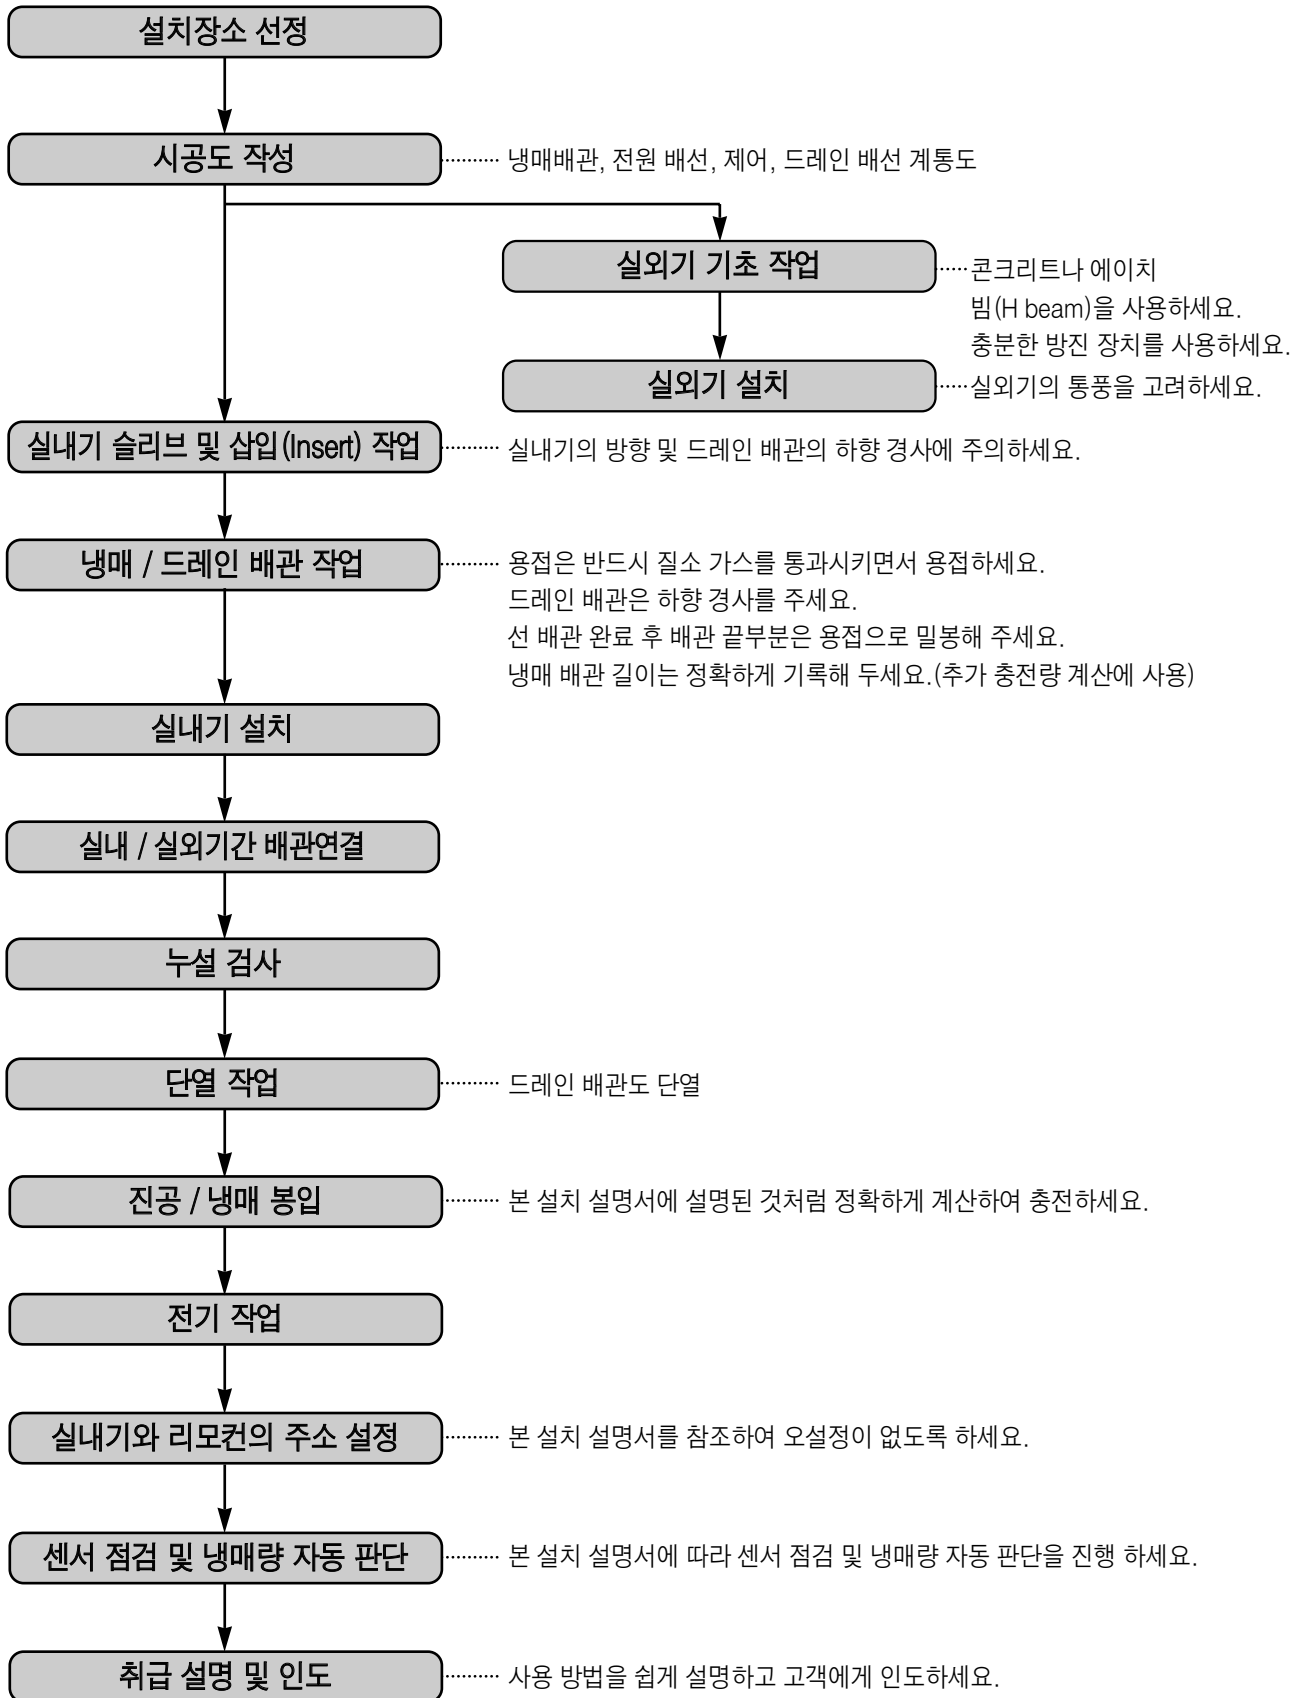 설치장소 선정
시공도 작성
냉매배관, 전원 배선, 제어, 드레인 배선 계통도
실외기 기초 작업
콘크리트나 에이치
빔(H beam)을 사용하세요.
충분한 방진 장치를 사용하세요.
실외기 설치
실외기의 통풍을 고려하세요.
실내기 슬리브 및 삽입(Insert) 작업
실내기의 방향 및 드레인 배관의 하향 경사에 주의하세요.
냉매 / 드레인 배관 작업
용접은 반드시 질소 가스를 통과시키면서 용접하세요.
드레인 배관은 하향 경사를 주세요.
선 배관 완료 후 배관 끝부분은 용접으로 밀봉해 주세요.
냉매 배관 길이는 정확하게 기록해 두세요.(추가 충전량 계산에 사용)
실내기 설치
실내 / 실외기간 배관연결
누설 검사
단열 작업
드레인 배관도 단열
진공 / 냉매 봉입
본 설치 설명서에 설명된 것처럼 정확하게 계산하여 충전하세요.
전기 작업
실내기와 리모컨의 주소 설정
본 설치 설명서를 참조하여 오설정이 없도록 하세요.
센서 점검 및 냉매량 자동 판단
본 설치 설명서에 따라 센서 점검 및 냉매량 자동 판단을 진행 하세요.
취급 설명 및 인도
사용 방법을 쉽게 설명하고 고객에게 인도하세요.